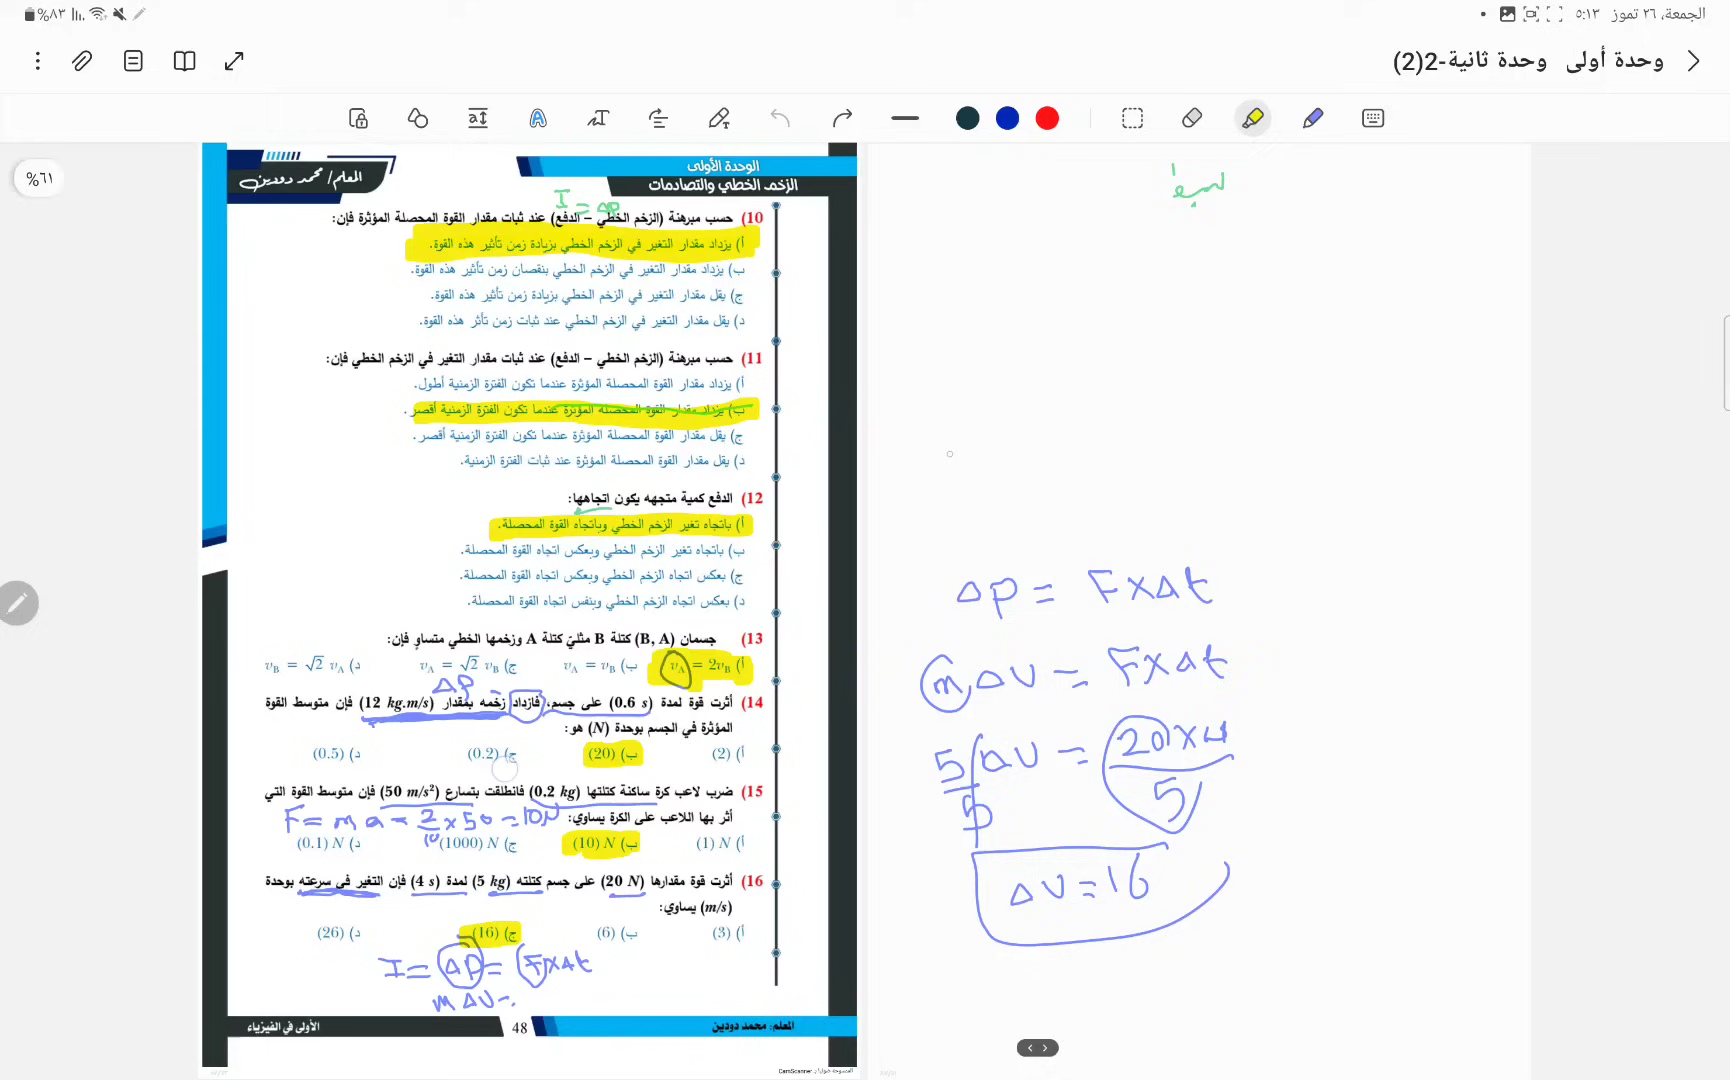 الجمعة، ٢٦ تموز ٥:١٣
%٨٣
وحدة أولى وحدة ثانية-2(2)
%٦١
الوحدة الأولى
الزخم الخطي والتصادمات
المعلم/ محمد دودين
I = ΔP
10) حسب مبرهنة (الزخم الخطي – الدفع) عند ثبات مقدار القوة المحصلة المؤثرة فإن:
أ) يزداد مقدار التغير في الزخم الخطي بزيادة زمن تأثير هذه القوة.
ب) يزداد مقدار التغير في الزخم الخطي بنقصان زمن تأثير هذه القوة.
ج) يقل مقدار التغير في الزخم الخطي بزيادة زمن تأثير هذه القوة.
د) يقل مقدار التغير في الزخم الخطي عند ثبات زمن تأثر هذه القوة.
11) حسب مبرهنة (الزخم الخطي – الدفع) عند ثبات مقدار التغير في الزخم الخطي فإن:
أ) يزداد مقدار القوة المحصلة المؤثرة عندما تكون الفترة الزمنية أطول.
ب) يزداد مقدار القوة المحصلة المؤثرة عندما تكون الفترة الزمنية أقصر.
ج) يقل مقدار القوة المحصلة المؤثرة عندما تكون الفترة الزمنية أقصر.
د) يقل مقدار القوة المحصلة المؤثرة عند ثبات الفترة الزمنية.
12) الدفع كمية متجهه يكون اتجاهها:
أ) باتجاه تغير الزخم الخطي وباتجاه القوة المحصلة.
ب) باتجاه تغير الزخم الخطي وبعكس اتجاه القوة المحصلة.
ج) بعكس اتجاه الزخم الخطي وبعكس اتجاه القوة المحصلة.
د) بعكس اتجاه الزخم الخطي وبنفس اتجاه القوة المحصلة.
13) جسمان (B, A) كتلة B مثليّ كتلة A وزخمها الخطي متساوٍ فإن:
أ) vA = 2vB ب) vA = vB ج) vA = √2 vB د) vB = √2 vA
ΔP =
14) أثرت قوة لمدة (0.6 s) على جسم، فازداد زخمه بمقدار (12 kg.m/s) فإن متوسط القوة
المؤثرة في الجسم بوحدة (N) هو:
أ) (2) ب) (20) ج) (0.2) د) (0.5)
15) ضرب لاعب كرة ساكنة كتلتها (0.2 kg) فانطلقت بتسارع (50 m/s²) فإن متوسط القوة التي
أثر بها اللاعب على الكرة يساوي:
F = m a = 2/10 × 50 = 10N
أ) (1) N ب) (10) N ج) (1000) N د) (0.1) N
16) أثرت قوة مقدارها (20 N) على جسم كتلته (5 kg) لمدة (4 s) فإن التغير في سرعته بوحدة
(m/s) يساوي:
أ) (3) ب) (6) ج) (16) د) (26)
I = ΔP = F×Δt
m ΔV =
المعلم: محمد دودين
48
الأولى في الفيزياء
CamScanner
ΔP = F×Δt
m ΔV = F×Δt
5/5 ΔV = 20×4/5
ΔV = 16